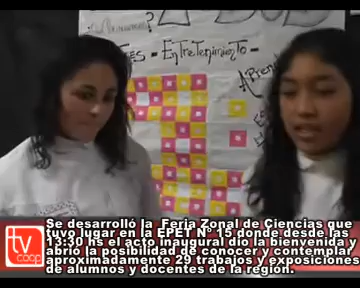 - EntreteNimieNto -
Se desarrolló la Feria Zonal de Ciencias que
tuvo lugar en la EPET N° 15,donde desde las
13:30 hs el acto inaugural dio la bienvenida y
abrió la posibilidad de conocer y contemplar
aproximadamente 29 trabajos y exposiciones
de alumnos y docentes de la región.
tv
coop